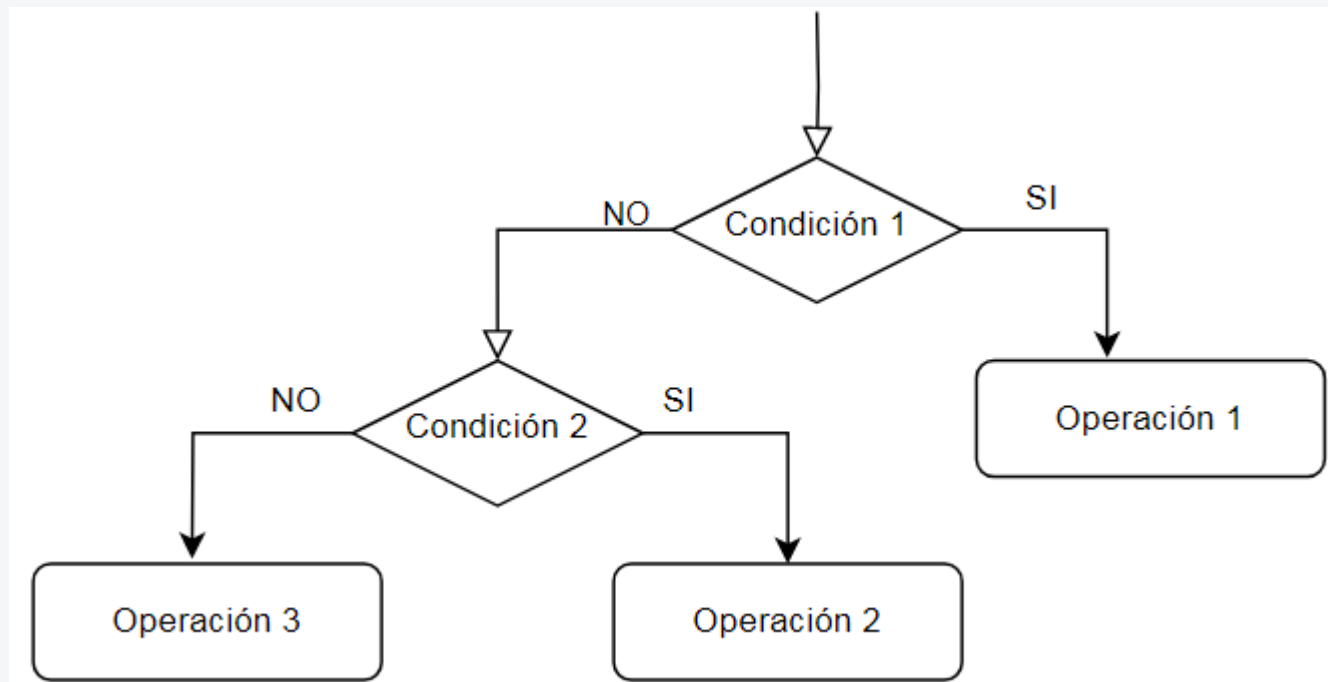 SI
NO
Condición 1
NO
SI
Condición 2
Operación 1
Operación 3
Operación 2